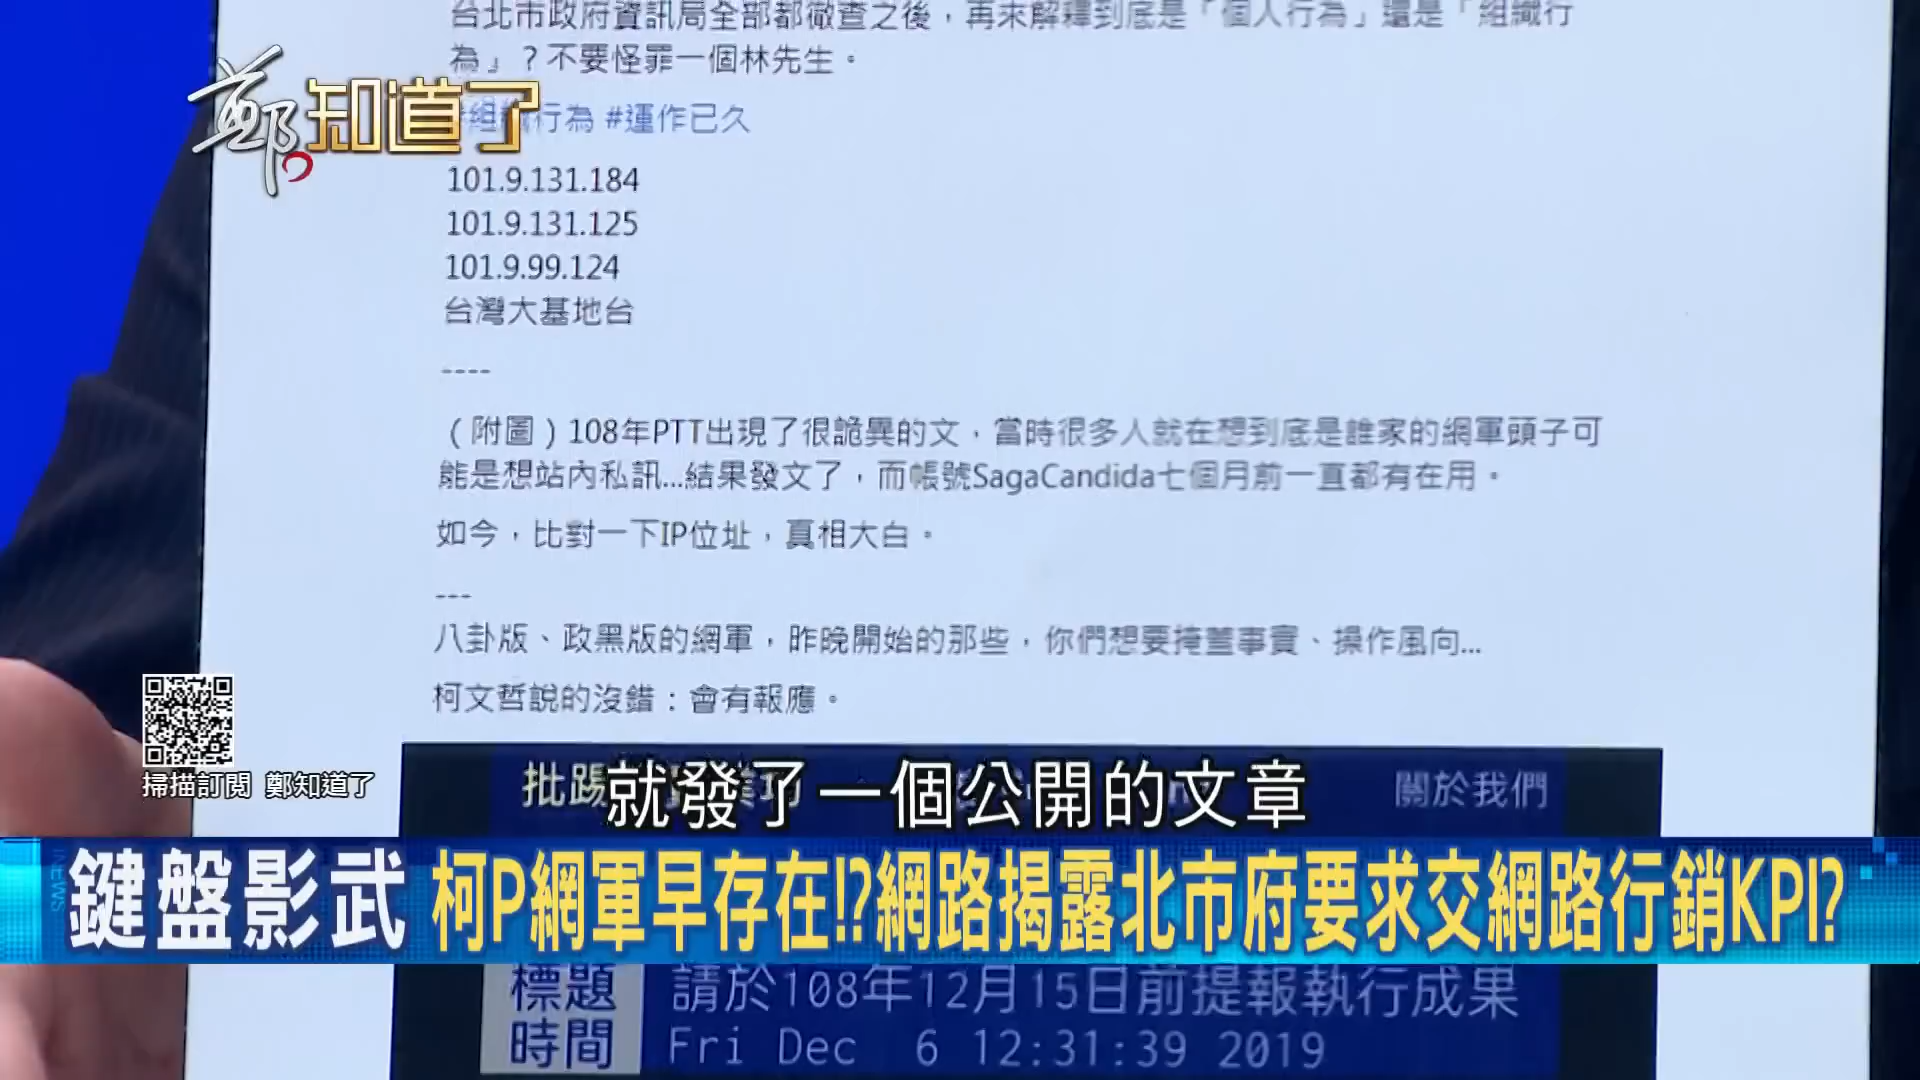 台北市政府資訊局全部都徹查之後，再來解釋到底是「個人行為」還是「組織行
為」？不要怪罪一個林先生。
鄭知道了
#組織行為 #運作已久
101.9.131.184
101.9.131.125
101.9.99.124
台灣大基地台
----
（附圖）108年PTT出現了很詭異的文，當時很多人就在想到底是誰家的網軍頭子可
能是想站內私訊...結果發文了，而帳號SagaCandida七個月前一直都有在用。
如今，比對一下IP位址，真相大白。
---
八卦版、政黑版的網軍，昨晚開始的那些，你們想要掩蓋事實、操作風向...
柯文哲說的沒錯：會有報應。
掃描訂閱 鄭知道了
批踢
關於我們
就發了一個公開的文章
INEWS
鍵盤影武
柯P網軍早存在!?網路揭露北市府要求交網路行銷KPI?
標題 請於108年12月15日前提報執行成果
時間 Fri Dec 6 12:31:39 2019